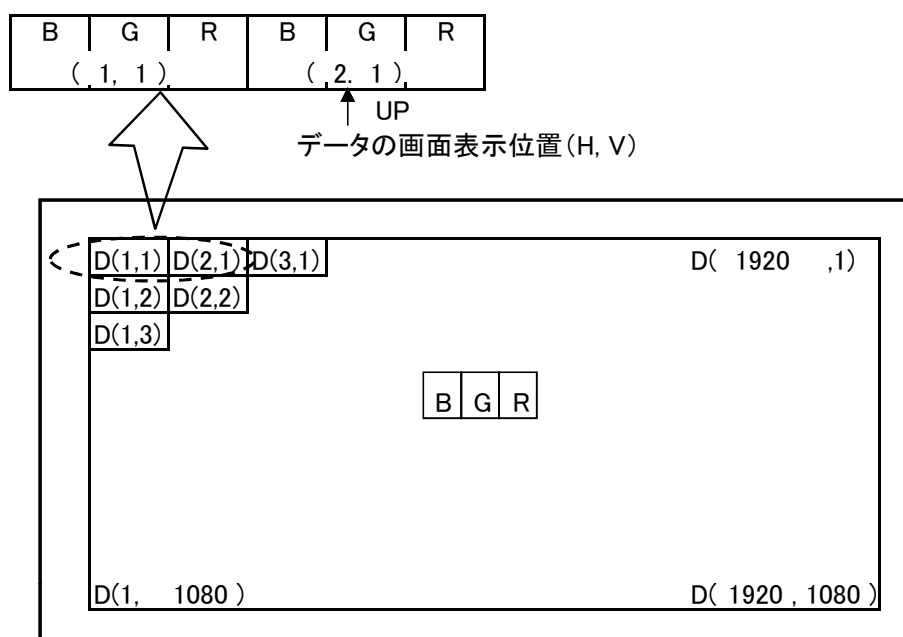 B G R B G R
( 1, 1 ) ( 2. 1 )
UP
データの画面表示位置(H, V)
D(1,1) D(2,1) D(3,1) D( 1920 ,1)
D(1,2) D(2,2)
D(1,3)
B G R
D(1, 1080 ) D( 1920 , 1080 )